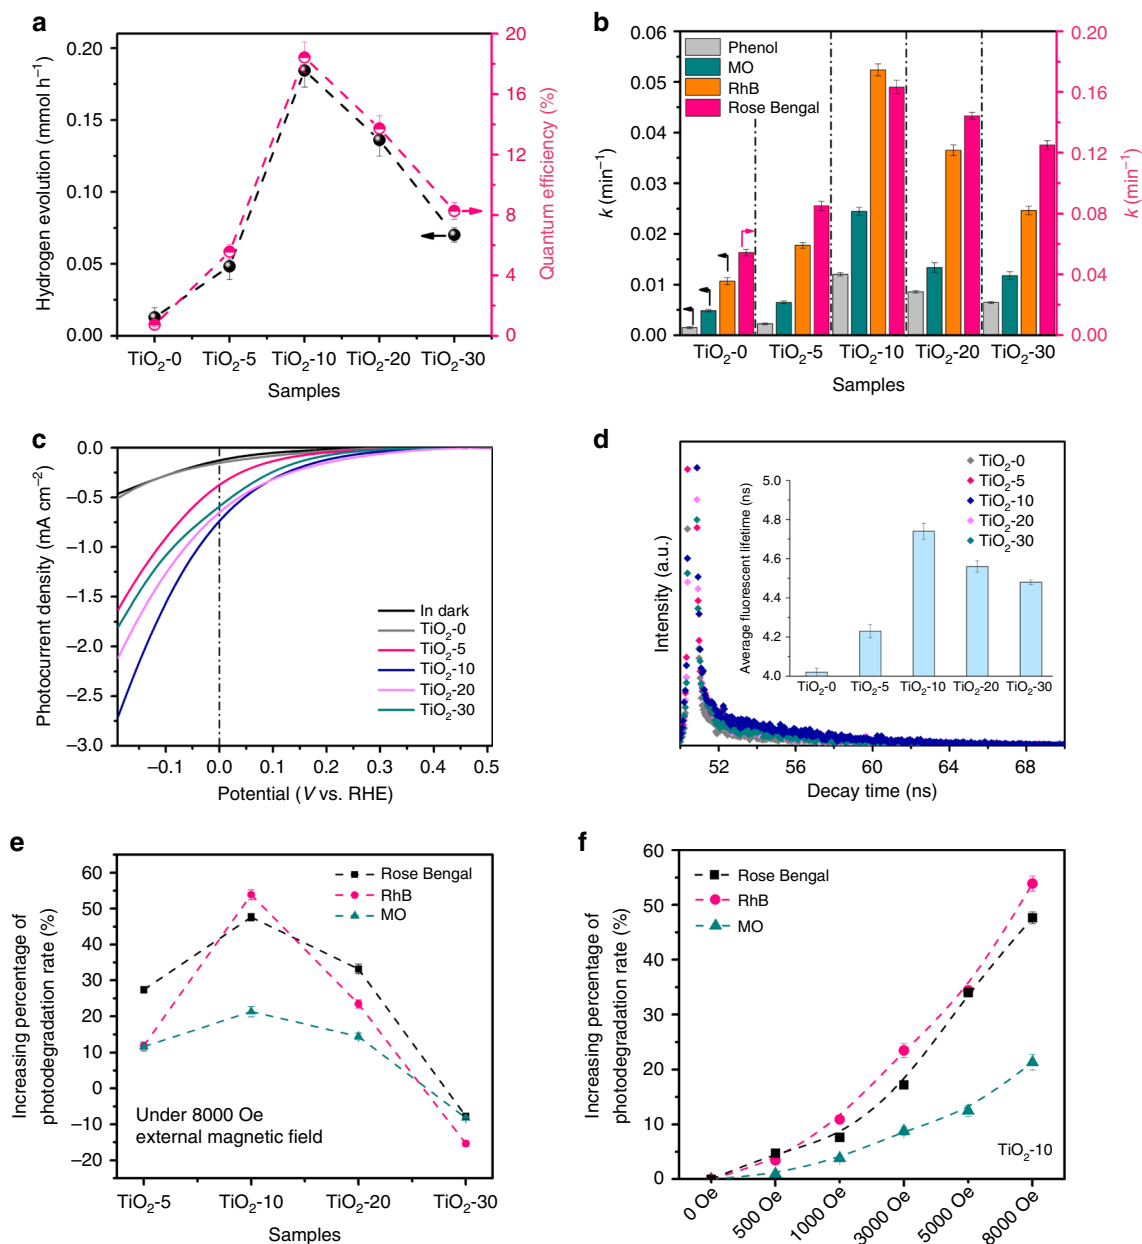 a
Hydrogen evolution (mmol h⁻¹)
0.20
0.15
0.10
0.05
0.00
20
16
12
8
4
0
Quantum efficiency (%)
TiO₂-0 TiO₂-5 TiO₂-10 TiO₂-20 TiO₂-30
Samples
b
k (min⁻¹)
0.06
0.05
0.04
0.03
0.02
0.01
0.00
Phenol
MO
RhB
Rose Bengal
0.20
0.16
0.12
0.08
0.04
0.00
k (min⁻¹)
TiO₂-0 TiO₂-5 TiO₂-10 TiO₂-20 TiO₂-30
Samples
c
Photocurrent density (mA cm⁻²)
0.0
−0.5
−1.0
−1.5
−2.0
−2.5
−3.0
In dark
TiO₂-0
TiO₂-5
TiO₂-10
TiO₂-20
TiO₂-30
−0.1 0.0 0.1 0.2 0.3 0.4 0.5
Potential (V vs. RHE)
d
Intensity (a.u.)
TiO₂-0
TiO₂-5
TiO₂-10
TiO₂-20
TiO₂-30
Average fluorescent lifetime (ns)
5.0
4.8
4.6
4.4
4.2
4.0
TiO₂-0 TiO₂-5 TiO₂-10 TiO₂-20 TiO₂-30
52 56 60 64 68
Decay time (ns)
e
Increasing percentage of
photodegradation rate (%)
60
50
40
30
20
10
0
−10
−20
Rose Bengal
RhB
MO
Under 8000 Oe
external magnetic field
TiO₂-5 TiO₂-10 TiO₂-20 TiO₂-30
Samples
f
Increasing percentage of
photodegradation rate (%)
60
50
40
30
20
10
0
Rose Bengal
RhB
MO
TiO₂-10
0 Oe 500 Oe 1000 Oe 3000 Oe 5000 Oe 8000 Oe